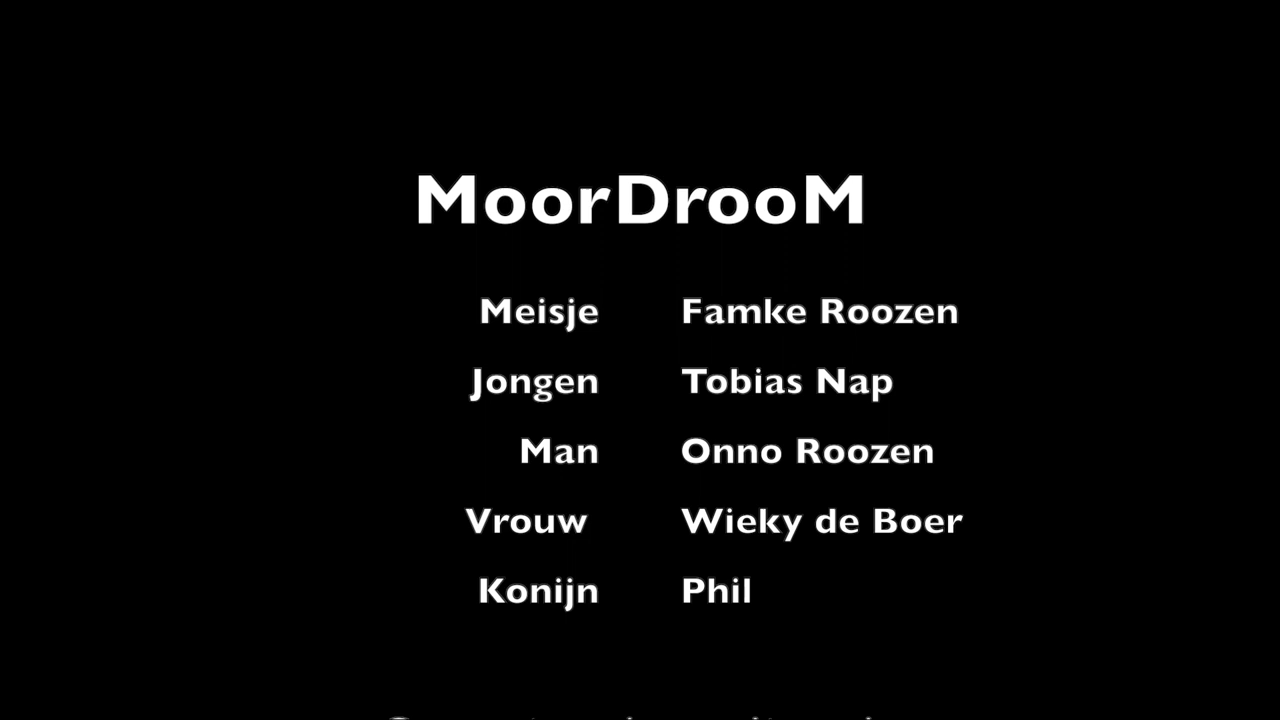 MoorDrooM
Meisje Famke Roozen
Jongen Tobias Nap
Man Onno Roozen
Vrouw Wieky de Boer
Konijn Phil